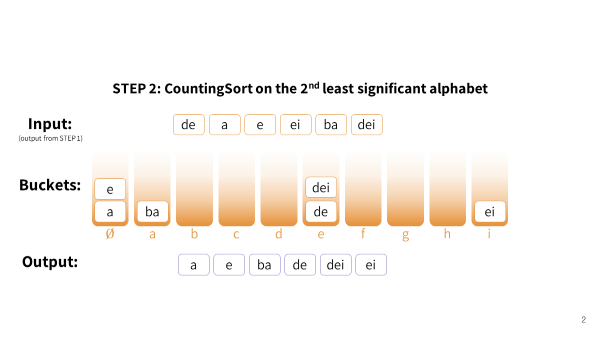 STEP 2: CountingSort on the 2nd least significant alphabet
Input: de a e ei ba dei
(output from STEP 1)
Buckets:
e dei
a ba de ei
Ø a b c d e f g h i
Output: a e ba de dei ei
2